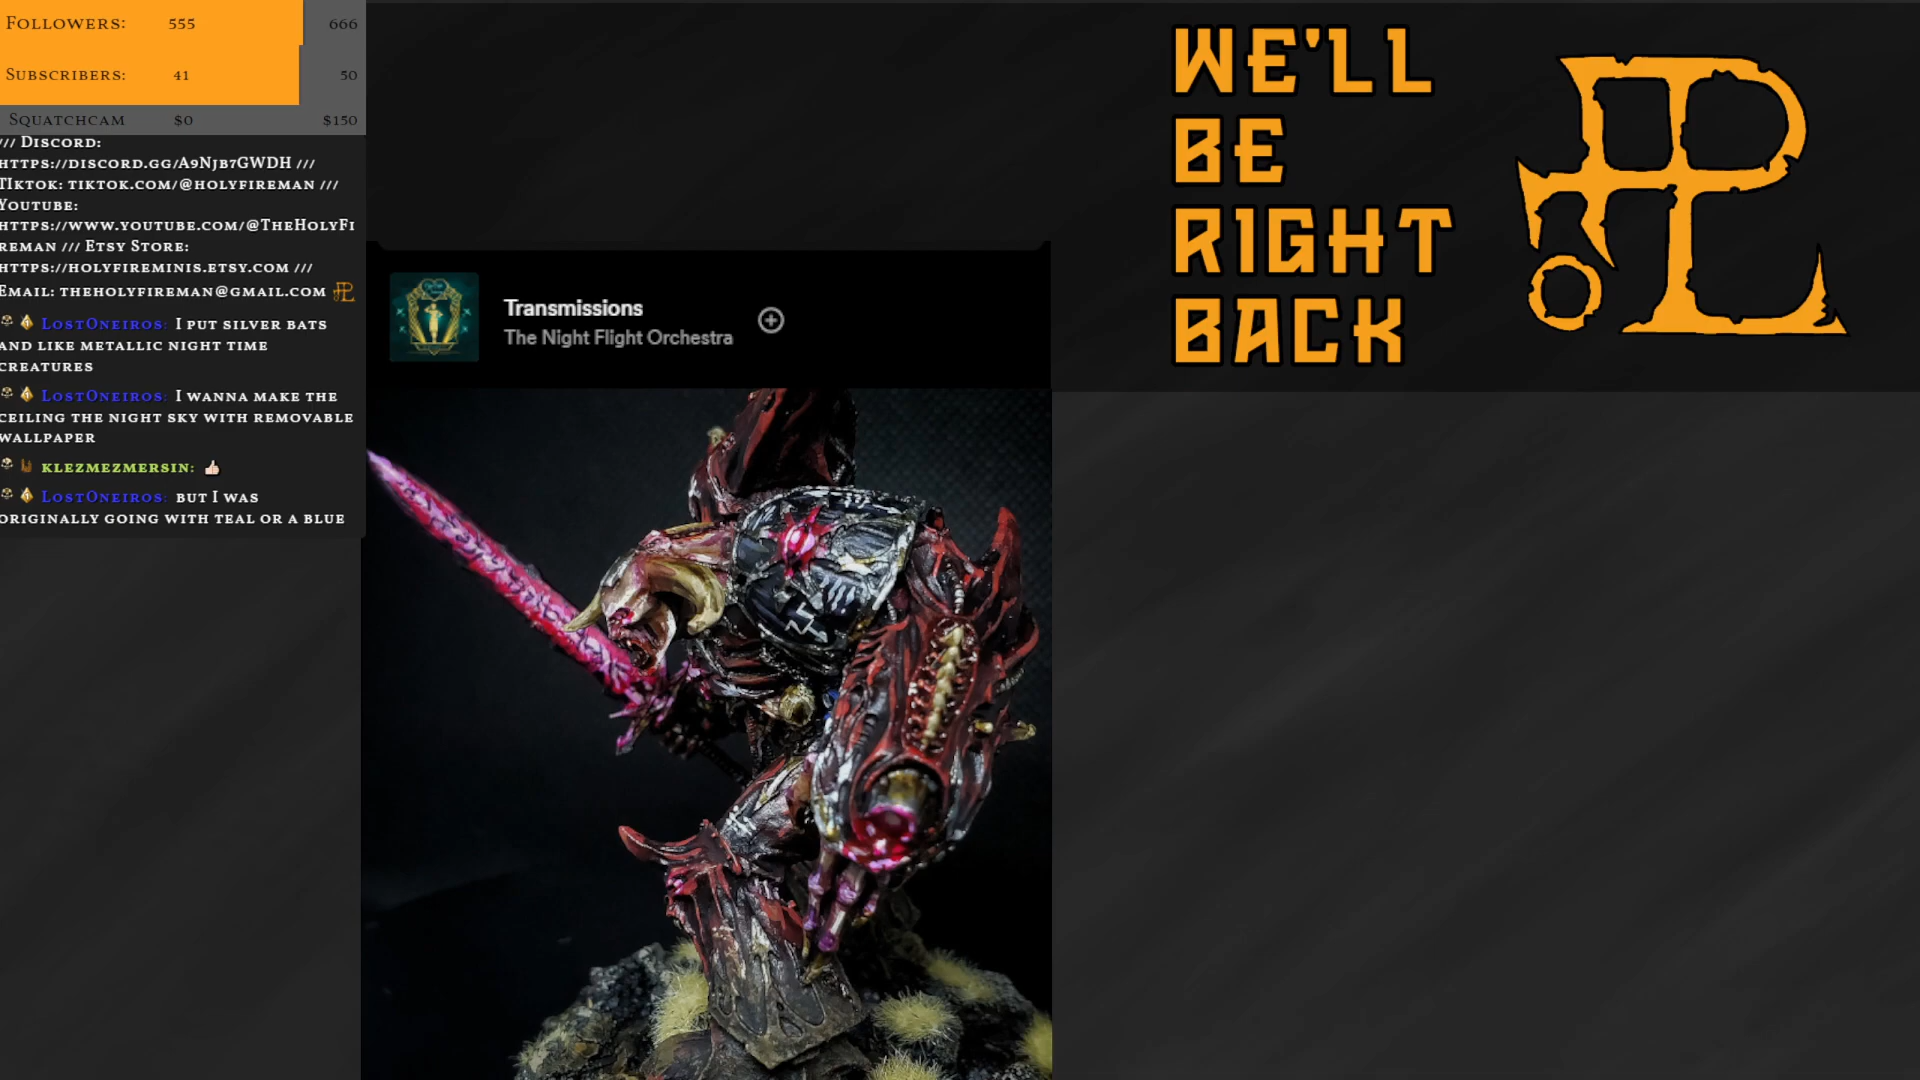 Followers: 555 666
Subscribers: 41 50
Squatchcam $0 $150
/// Discord:
https://discord.gg/A9Njb7GWDH ///
TIktok: tiktok.com/@holyfireman ///
Youtube:
https://www.youtube.com/@TheHolyFi
reman /// Etsy Store:
https://holyfireminis.etsy.com ///
Email: theholyfireman@gmail.com
LostOneiros: I put silver bats
and like metallic night time
creatures
LostOneiros: I wanna make the
ceiling the night sky with removable
wallpaper
klezmezmersin: 👍🏻
LostOneiros: but I was
originally going with teal or a blue
Transmissions
The Night Flight Orchestra
WE'LL
BE
RIGHT
BACK